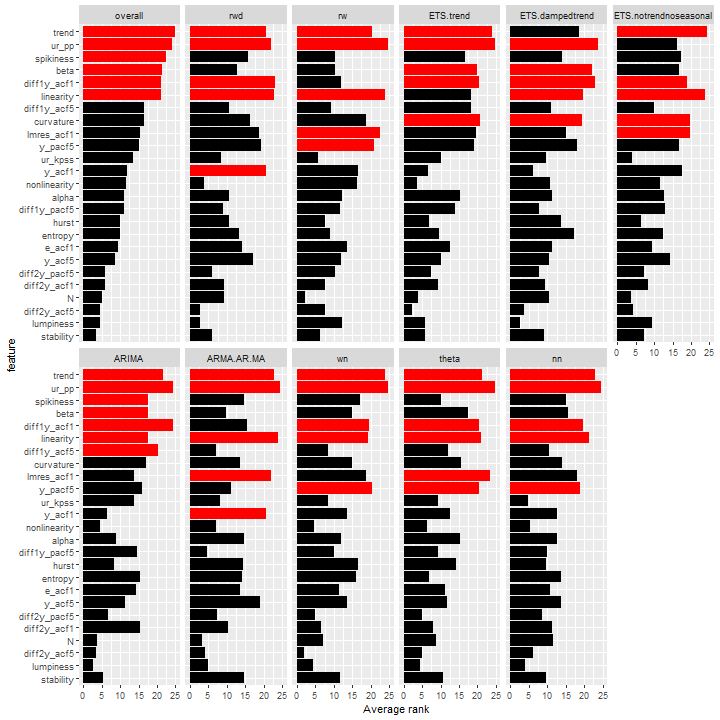 overall rwd rw ETS.trend ETS.dampedtrend ETS.notrendnoseasonal
trend
ur_pp
spikiness
beta
diff1y_acf1
linearity
diff1y_acf5
curvature
lmres_acf1
y_pacf5
ur_kpss
y_acf1
nonlinearity
alpha
diff1y_pacf5
hurst
entropy
e_acf1
y_acf5
diff2y_pacf5
diff2y_acf1
N
diff2y_acf5
lumpiness
stability
0 5 10 15 20 25
feature
ARIMA ARMA.AR.MA wn theta nn
trend
ur_pp
spikiness
beta
diff1y_acf1
linearity
diff1y_acf5
curvature
lmres_acf1
y_pacf5
ur_kpss
y_acf1
nonlinearity
alpha
diff1y_pacf5
hurst
entropy
e_acf1
y_acf5
diff2y_pacf5
diff2y_acf1
N
diff2y_acf5
lumpiness
stability
0 5 10 15 20 25 0 5 10 15 20 25 0 5 10 15 20 25 0 5 10 15 20 25 0 5 10 15 20 25
Average rank